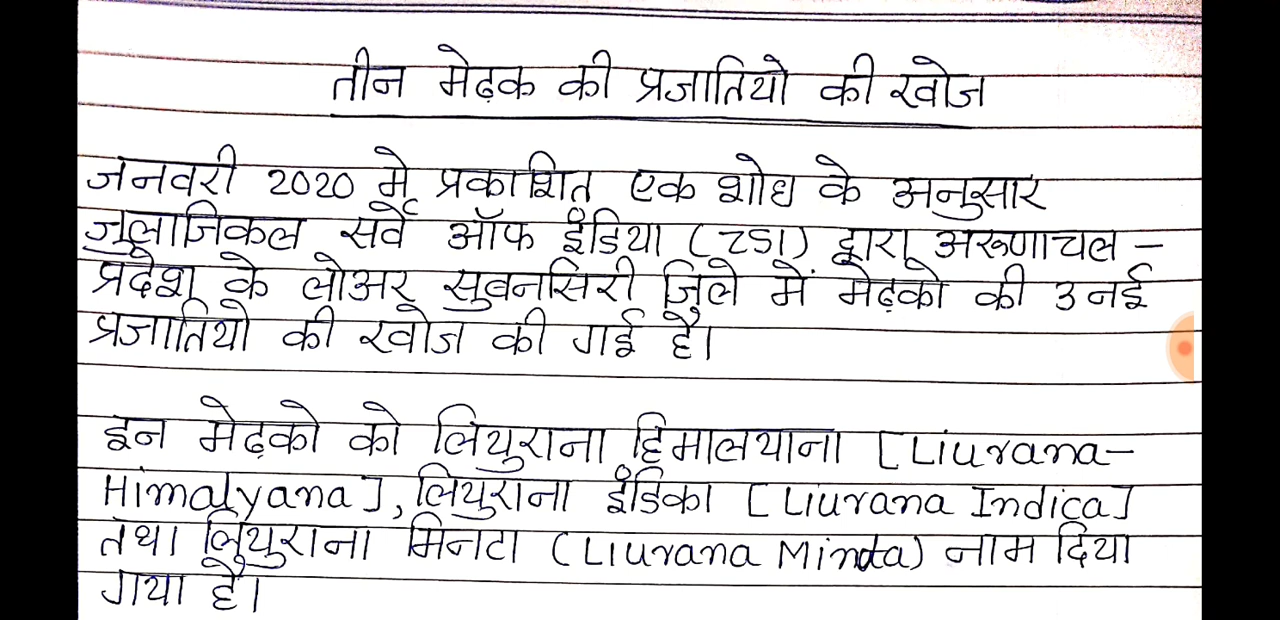 तीन मेढ़क की प्रजातियो की खोज
जनवरी 2020 मे प्रकाशित एक शोध के अनुसार
जुलाजिकल सर्वे ऑफ इंडिया (ZSI) द्वारा अरूणाचल -
प्रदेश के लोअर सुबनसिरी जिले में मेढ़को की 3 नई
प्रजातियो की खोज की गई है।
इन मेढ़को को लियुराना हिमालयाना [Liurana-
Himalyana], लियुराना इंडिका [Liurana Indica]
तथा लियुराना मिनटा (Liurana Minuta) नाम दिया
गया है।